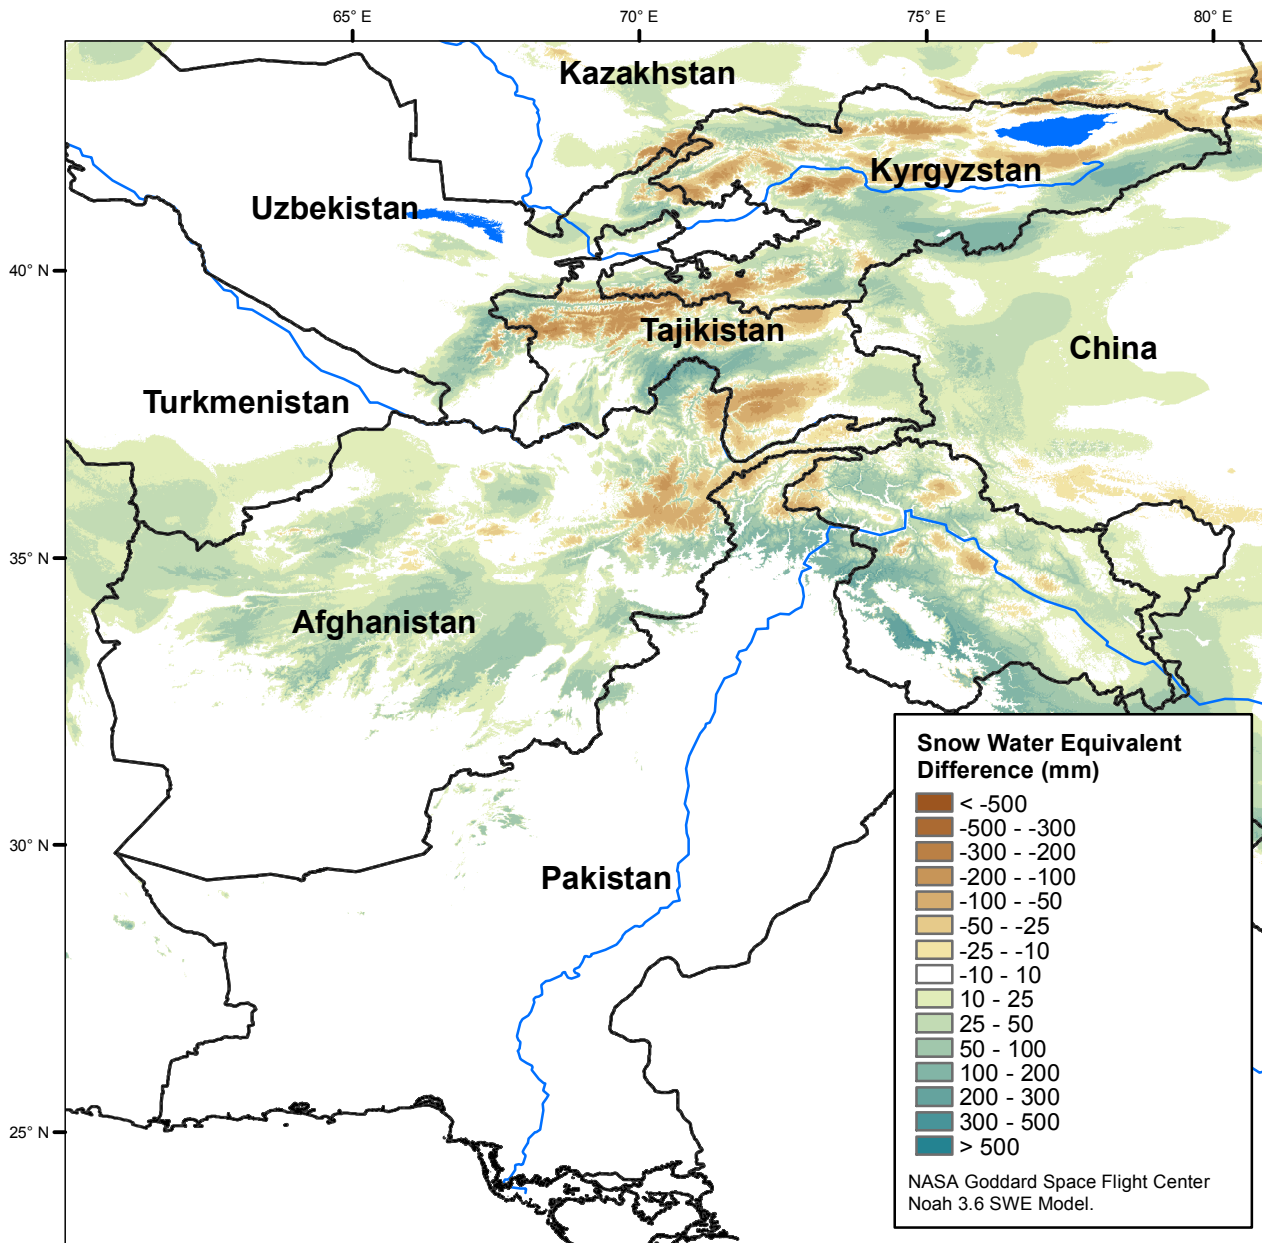 65° E
70° E
75° E
80° E
Kazakhstan
Kyrgyzstan
Uzbekistan
40° N
Tajikistan
China
Turkmenistan
35° N
Afghanistan
Snow Water Equivalent
Difference (mm)
< -500
-500 - -300
-300 - -200
-200 - -100
-100 - -50
-50 - -25
-25 - -10
-10 - 10
10 - 25
25 - 50
50 - 100
100 - 200
200 - 300
300 - 500
> 500
NASA Goddard Space Flight Center
Noah 3.6 SWE Model.
30° N
Pakistan
25° N